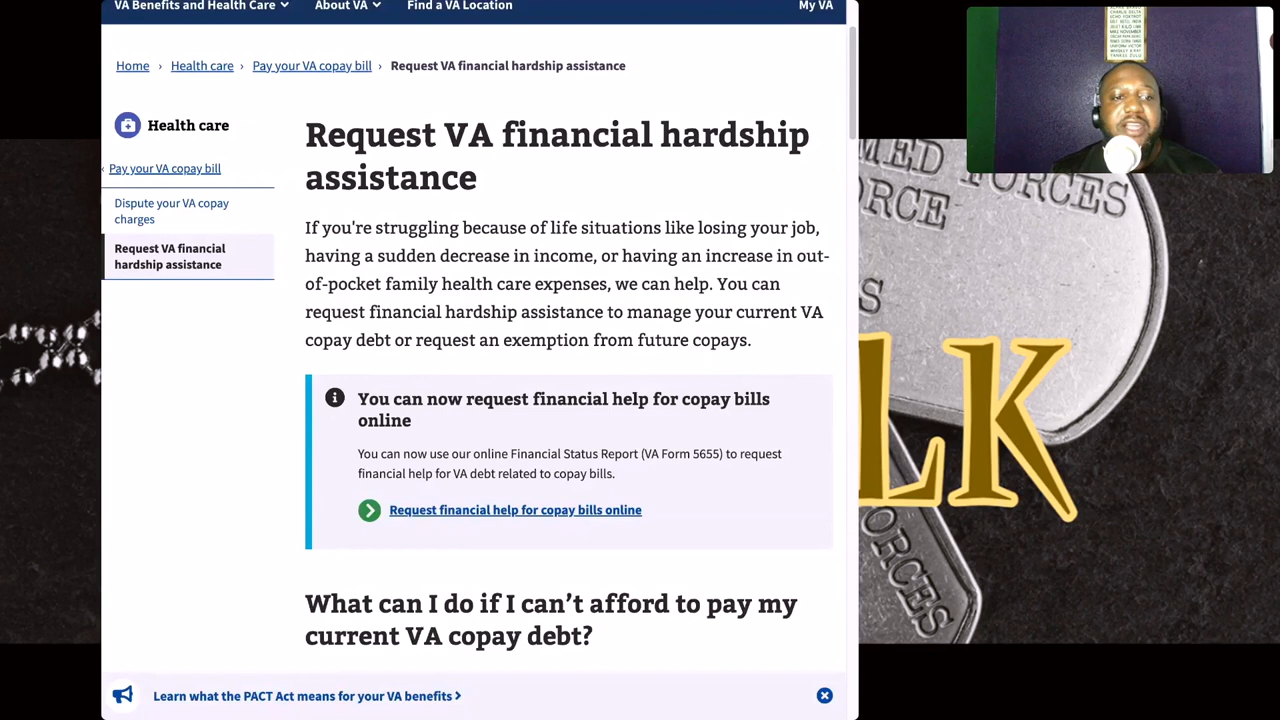 VA Benefits and Health Care
About VA
Find a VA Location
My VA
Home › Health care › Pay your VA copay bill › Request VA financial hardship assistance
Health care
‹ Pay your VA copay bill
Dispute your VA copay
charges
Request VA financial
hardship assistance
Request VA financial hardship
assistance
If you're struggling because of life situations like losing your job,
having a sudden decrease in income, or having an increase in out-
of-pocket family health care expenses, we can help. You can
request financial hardship assistance to manage your current VA
copay debt or request an exemption from future copays.
You can now request financial help for copay bills
online
You can now use our online Financial Status Report (VA Form 5655) to request
financial help for VA debt related to copay bills.
Request financial help for copay bills online
What can I do if I can’t afford to pay my
current VA copay debt?
Learn what the PACT Act means for your VA benefits
MED FORCES
FORCE
S
LK
FORCES